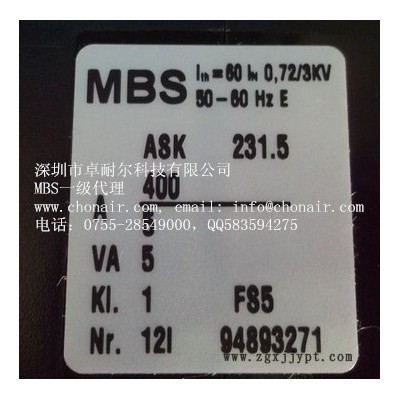 MBS Ith=60 IN 0,72/3KV
50-60 Hz E
ASK 231.5
深圳市卓耐尔科技有限公司
MBS一级代理
400
www.chonair.com, email: info@chonair.com
A 5
电话：0755-28549000，QQ583594275
VA 5
Kl. 1 FS5
Nr. 12I 94893271
www.zgxjjypt.com